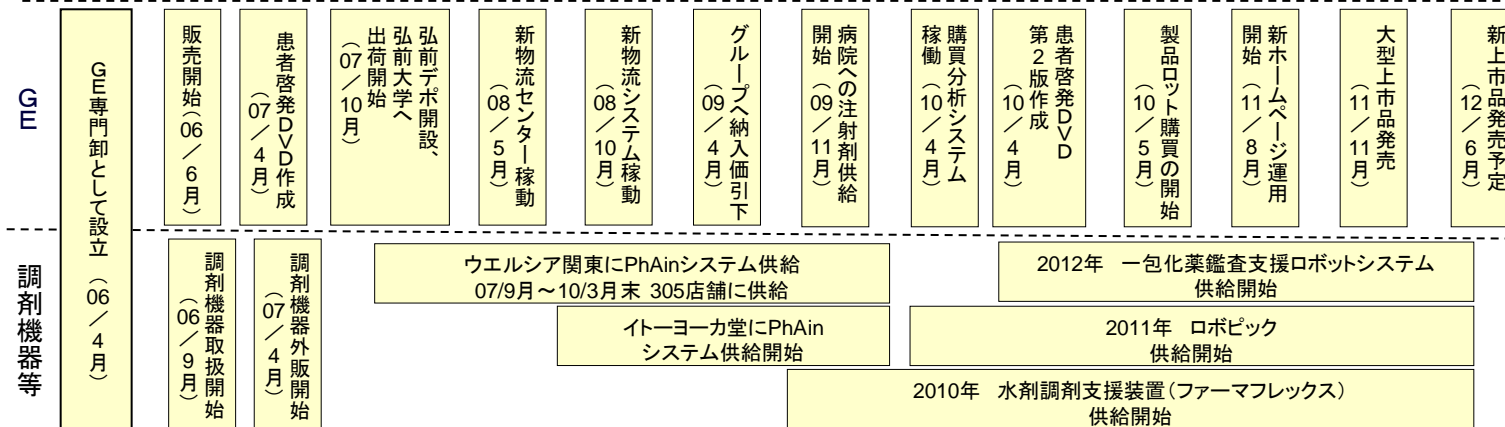 GE
GE専門卸として設立（06／4月）
販売開始（06／6月）
患者啓発DVD作成
（07／4月）
弘前デポ開設、
弘前大学へ
出荷開始
（07／10月）
新物流センター稼動
（08／5月）
新物流システム稼動
（08／10月）
グループへ納入価引下
（09／4月）
病院への注射剤供給
開始（09／11月）
購買分析システム
稼働（10／4月）
患者啓発DVD
第2版作成
（10／4月）
製品ロット購買の開始
（10／5月）
新ホームページ運用
開始（11／8月）
大型上市品発売
（11／11月）
新上市品発売予定
（12／6月）
調剤機器等
調剤機器取扱開始
（06／9月）
調剤機器外販開始
（07／4月）
ウエルシア関東にPhAinシステム供給
07/9月～10/3月末 305店舗に供給
イトーヨーカ堂にPhAin
システム供給開始
2012年　一包化薬鑑査支援ロボットシステム
供給開始
2011年　ロボピック
供給開始
2010年　水剤調剤支援装置（ファーマフレックス）
供給開始